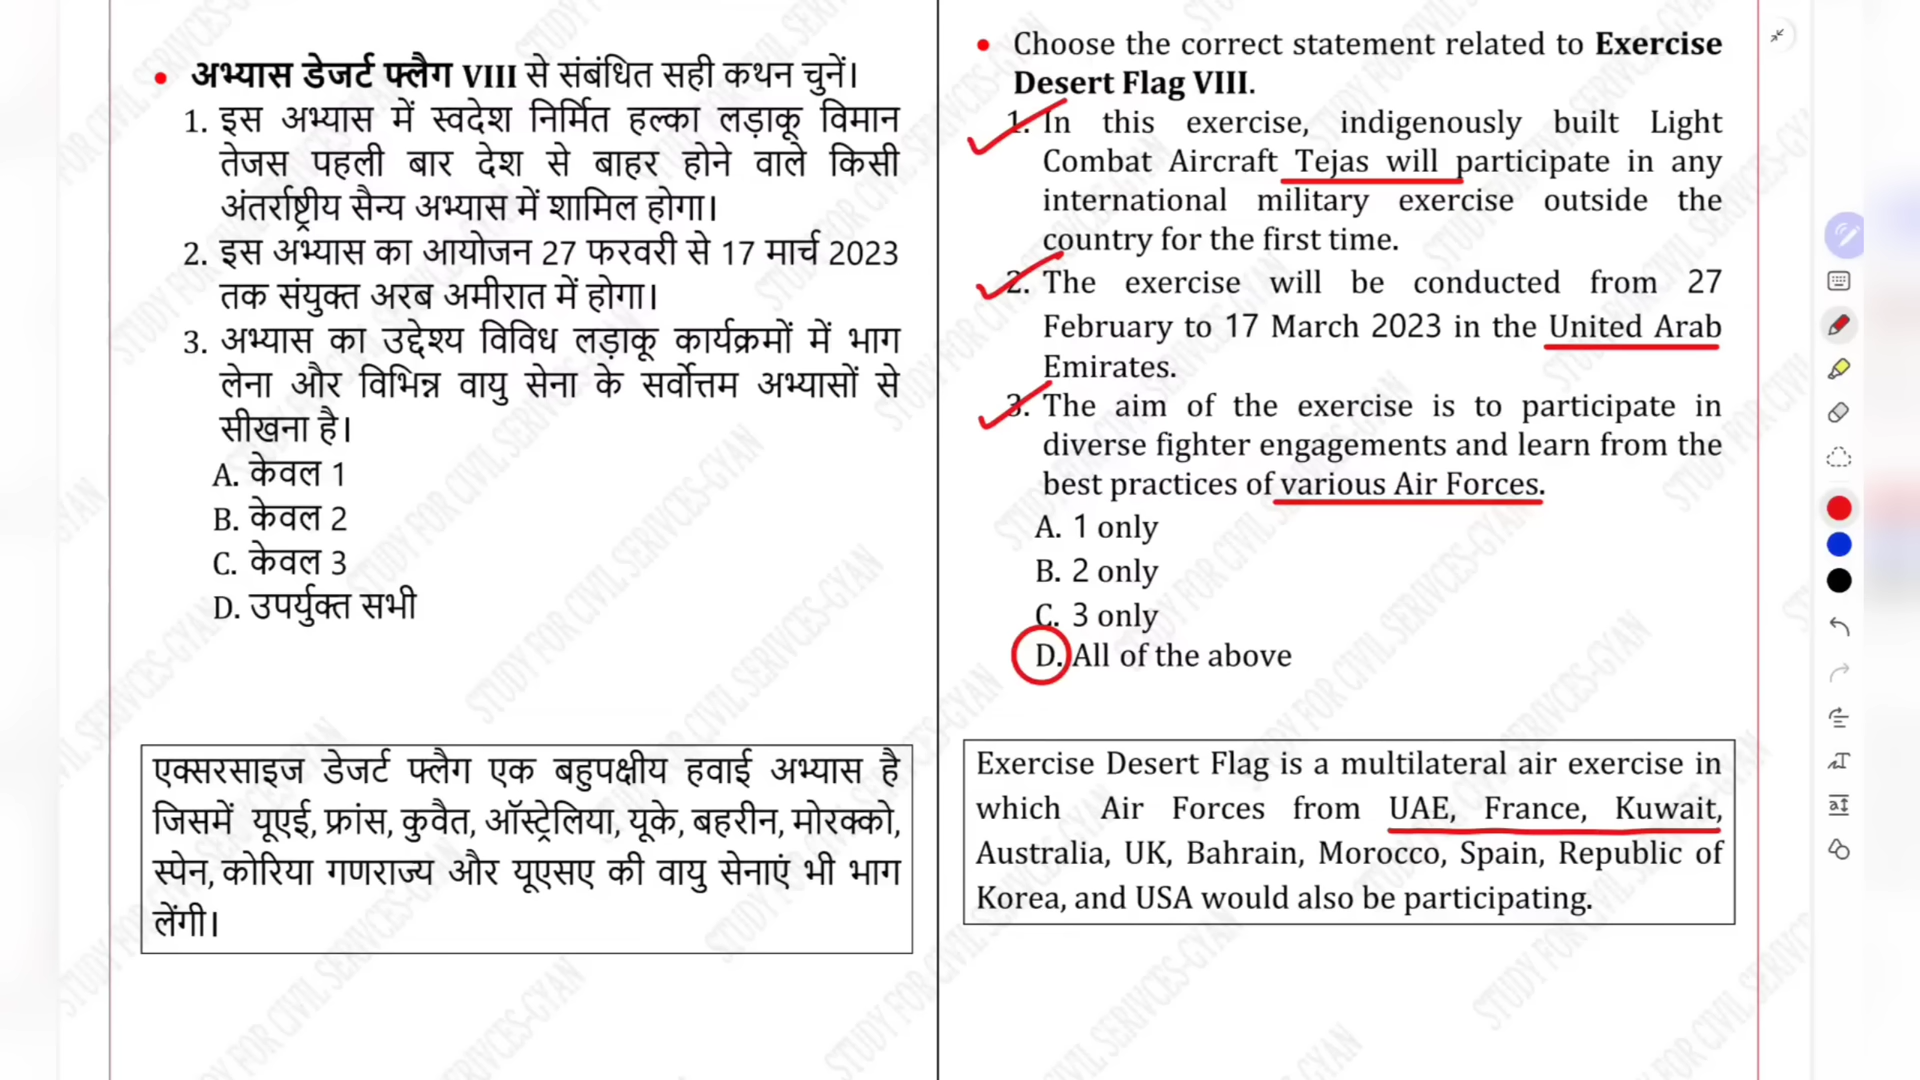 • अभ्यास डेजर्ट फ्लैग VIII से संबंधित सही कथन चुनें।
1. इस अभ्यास में स्वदेश निर्मित हल्का लड़ाकू विमान
तेजस पहली बार देश से बाहर होने वाले किसी
अंतर्राष्ट्रीय सैन्य अभ्यास में शामिल होगा।
2. इस अभ्यास का आयोजन 27 फरवरी से 17 मार्च 2023
तक संयुक्त अरब अमीरात में होगा।
3. अभ्यास का उद्देश्य विविध लड़ाकू कार्यक्रमों में भाग
लेना और विभिन्न वायु सेना के सर्वोत्तम अभ्यासों से
सीखना है।
A. केवल 1
B. केवल 2
C. केवल 3
D. उपर्युक्त सभी
एक्सरसाइज डेजर्ट फ्लैग एक बहुपक्षीय हवाई अभ्यास है
जिसमें यूएई, फ्रांस, कुवैत, ऑस्ट्रेलिया, यूके, बहरीन, मोरक्को,
स्पेन, कोरिया गणराज्य और यूएसए की वायु सेनाएं भी भाग
लेंगी।
• Choose the correct statement related to Exercise
Desert Flag VIII.
1. In this exercise, indigenously built Light
Combat Aircraft Tejas will participate in any
international military exercise outside the
country for the first time.
2. The exercise will be conducted from 27
February to 17 March 2023 in the United Arab
Emirates.
3. The aim of the exercise is to participate in
diverse fighter engagements and learn from the
best practices of various Air Forces.
A. 1 only
B. 2 only
C. 3 only
D. All of the above
Exercise Desert Flag is a multilateral air exercise in
which Air Forces from UAE, France, Kuwait,
Australia, UK, Bahrain, Morocco, Spain, Republic of
Korea, and USA would also be participating.
STUDY FOR CIVIL SERIVCES-GYAN